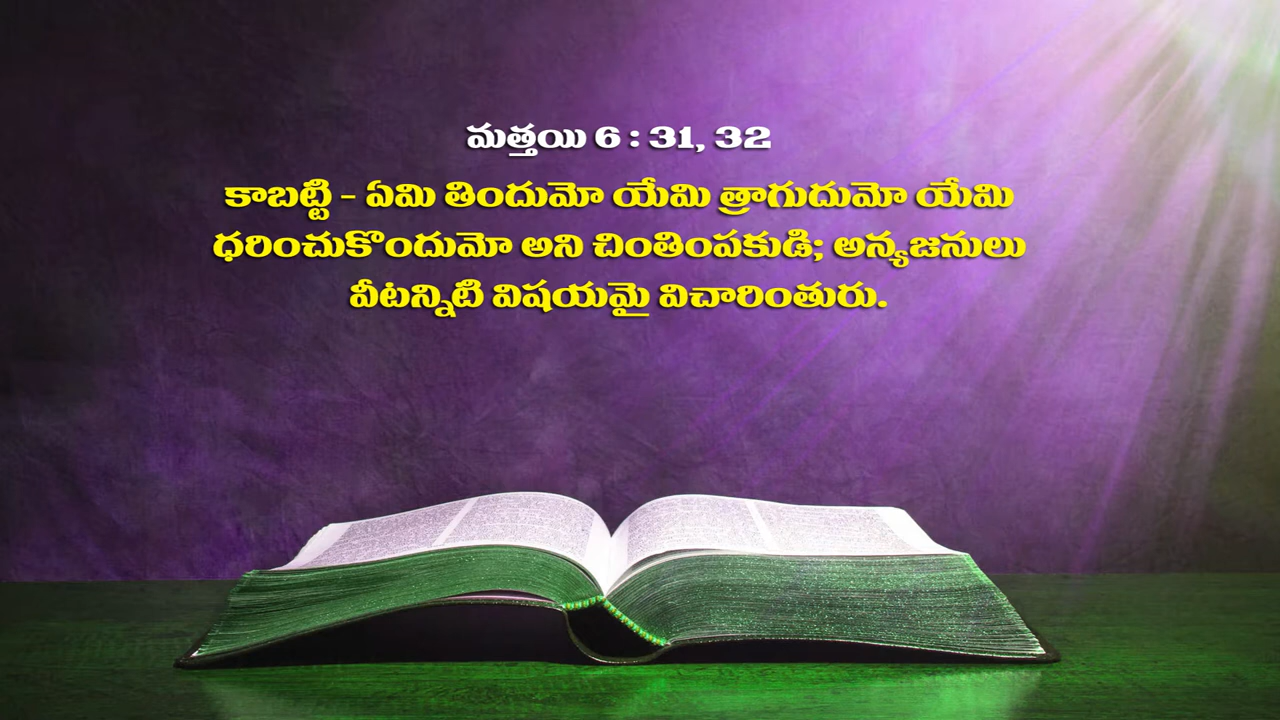 మత్తయి 6 : 31, 32
కాబట్టి - ఏమి తిందుమో యేమి త్రాగుదుమో యేమి
ధరించుకొందుమో అని చింతింపకుడి; అన్యజనులు
వీటన్నిటి విషయమై విచారింతురు.